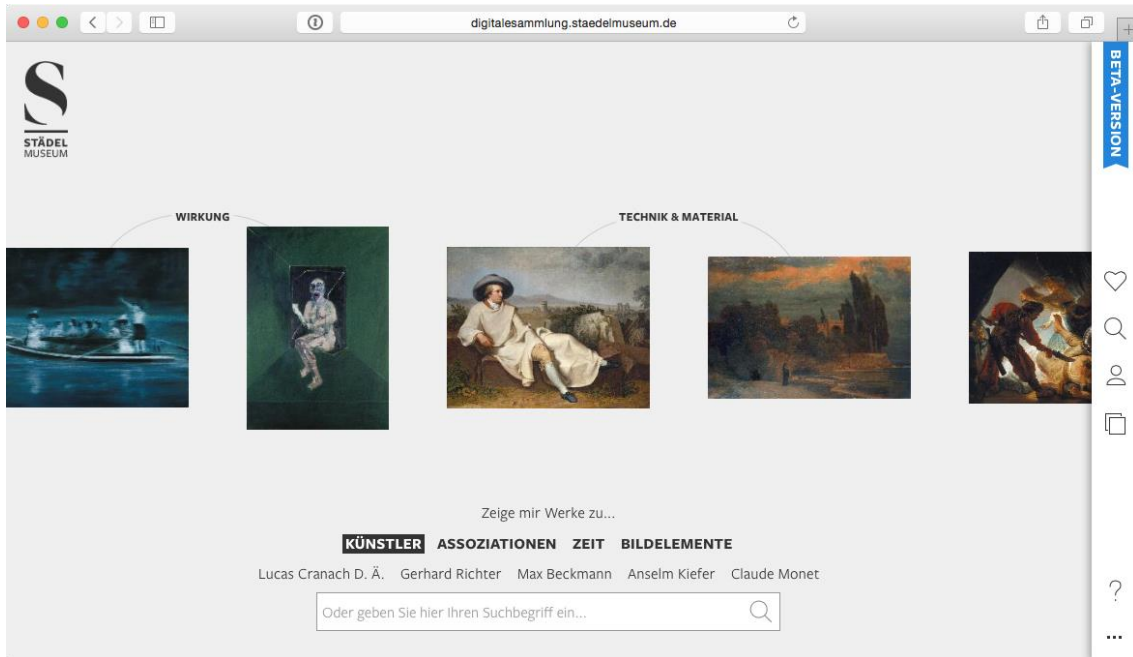 digitalesammlung.staedelmuseum.de
BETA-VERSION
S
STÄDEL
MUSEUM
WIRKUNG
TECHNIK & MATERIAL
Zeige mir Werke zu...
KÜNSTLER ASSOZIATIONEN ZEIT BILDELEMENTE
Lucas Cranach D. Ä. Gerhard Richter Max Beckmann Anselm Kiefer Claude Monet
Oder geben Sie hier Ihren Suchbegriff ein...